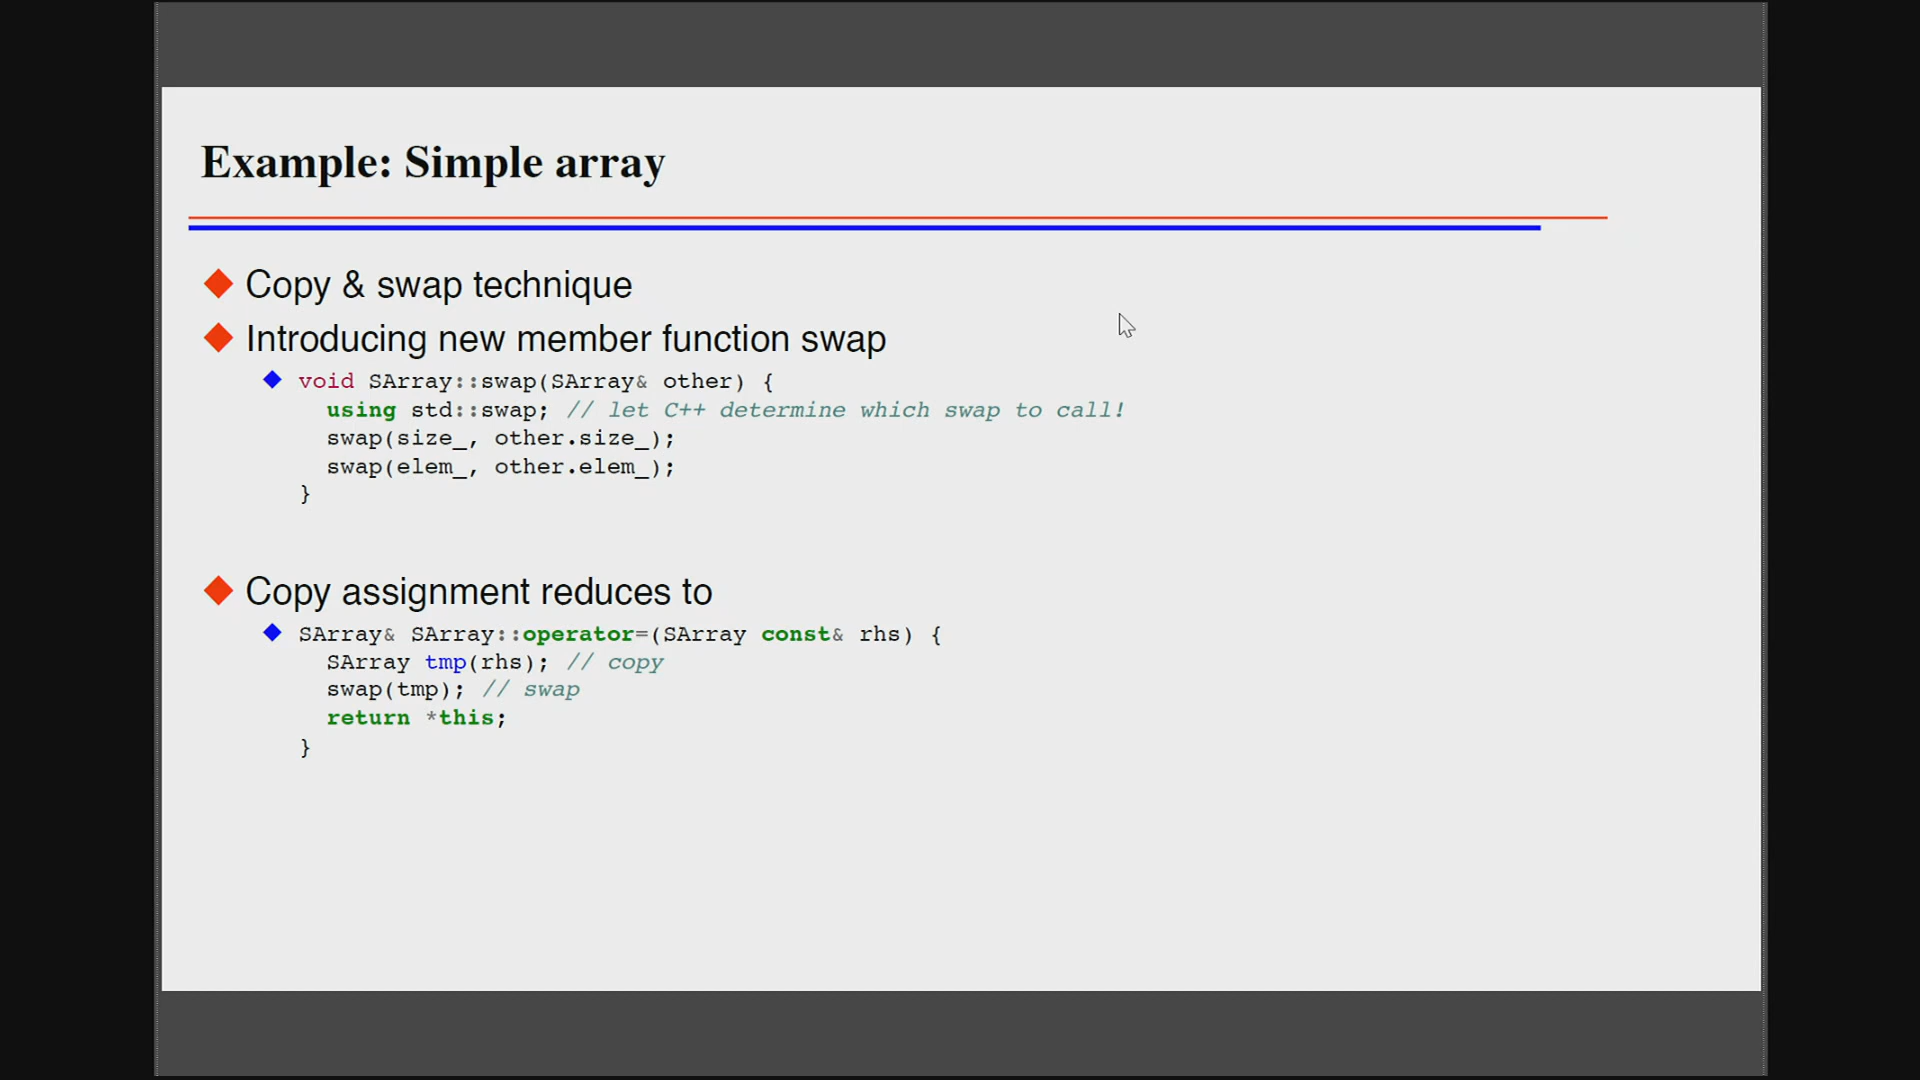 Example: Simple array
Copy & swap technique
Introducing new member function swap
void SArray::swap(SArray& other) {
using std::swap; // let C++ determine which swap to call!
swap(size_, other.size_);
swap(elem_, other.elem_);
}
Copy assignment reduces to
SArray& SArray::operator=(SArray const& rhs) {
SArray tmp(rhs); // copy
swap(tmp); // swap
return *this;
}